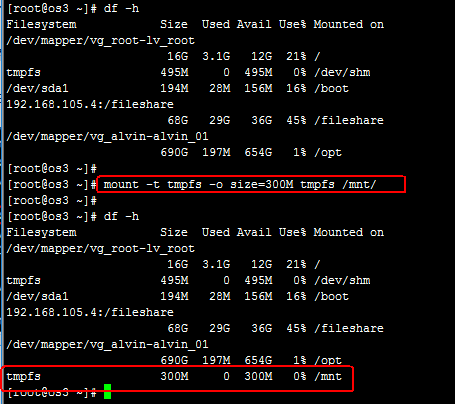 [root@os3 ~]# df -h
Filesystem            Size  Used Avail Use% Mounted on
/dev/mapper/vg_root-lv_root
                       16G  3.1G   12G  21% /
tmpfs                 495M     0  495M   0% /dev/shm
/dev/sda1             194M   28M  156M  16% /boot
192.168.105.4:/fileshare
                       68G   29G   36G  45% /fileshare
/dev/mapper/vg_alvin-alvin_01
                      690G  197M  654G   1% /opt
[root@os3 ~]#
[root@os3 ~]# mount -t tmpfs -o size=300M tmpfs /mnt/
[root@os3 ~]#
[root@os3 ~]# df -h
Filesystem            Size  Used Avail Use% Mounted on
/dev/mapper/vg_root-lv_root
                       16G  3.1G   12G  21% /
tmpfs                 495M     0  495M   0% /dev/shm
/dev/sda1             194M   28M  156M  16% /boot
192.168.105.4:/fileshare
                       68G   29G   36G  45% /fileshare
/dev/mapper/vg_alvin-alvin_01
                      690G  197M  654G   1% /opt
tmpfs                 300M     0  300M   0% /mnt
[root@os3 ~]#